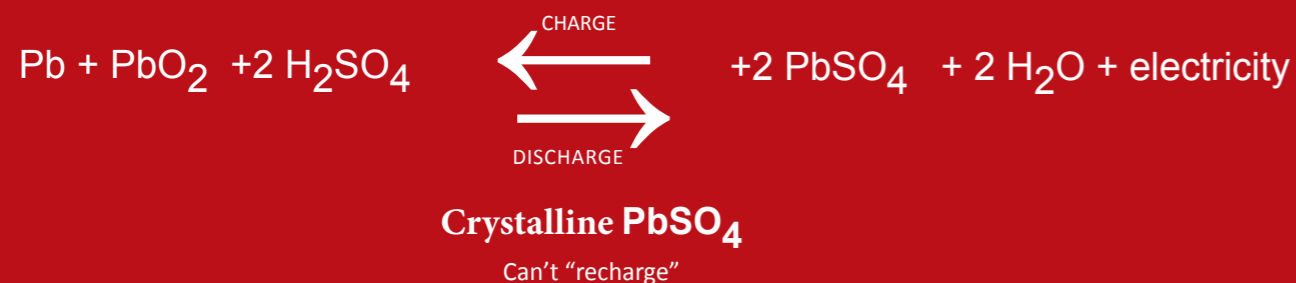 CHARGE
Pb + PbO2 +2 H2SO4 +2 PbSO4 + 2 H2O + electricity
DISCHARGE
Crystalline PbSO4
Can't “recharge”